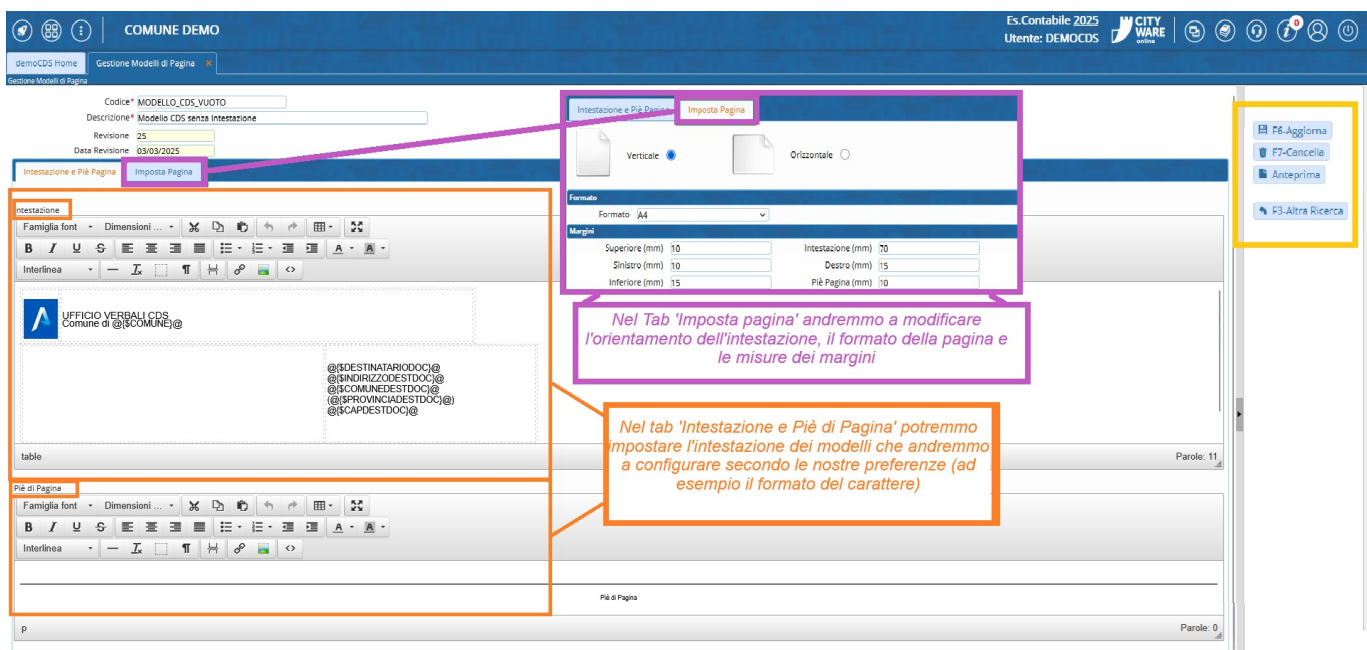 COMUNE DEMO
Es.Contabile 2025
Utente: DEMOCDS
CITY
WARE
online
0
demoCDS Home
Gestione Modelli di Pagina ×
Gestione Modelli di Pagina
Codice* MODELLO_CDS_VUOTO
Descrizione* Modello CDS senza Intestazione
Revisione 25
Data Revisione 03/03/2025
Intestazione e Piè Pagina
Imposta Pagina
Intestazione e Piè Pagina
Imposta Pagina
Verticale
Orizzontale
Formato
Formato A4
Margini
Superiore (mm) 10
Intestazione (mm) 70
Sinistro (mm) 10
Destro (mm) 15
Inferiore (mm) 15
Piè Pagina (mm) 10
F6-Aggiorna
F7-Cancella
Anteprima
F3-Altra Ricerca
ntestazione
Famiglia font
Dimensioni ...
B I U S
A A
Interlinea
UFFICIO VERBALI CDS
Comune di @{$COMUNE}@
@{$DESTINATARIODOC}@
@{$INDIRIZZODESTDOC}@
@{$COMUNEDESTDOC}@
(@{$PROVINCIADESTDOC}@)
@{$CAPDESTDOC}@
table
Parole: 11
Nel Tab 'Imposta pagina' andremmo a modificare
l'orientamento dell'intestazione, il formato della pagina e
le misure dei margini
Nel tab 'Intestazione e Piè di Pagina' potremmo
impostare l'intestazione dei modelli che andremmo
a configurare secondo le nostre preferenze (ad
esempio il formato del carattere)
Piè di Pagina
Famiglia font
Dimensioni ...
B I U S
A A
Interlinea
Piè di Pagina
p
Parole: 0